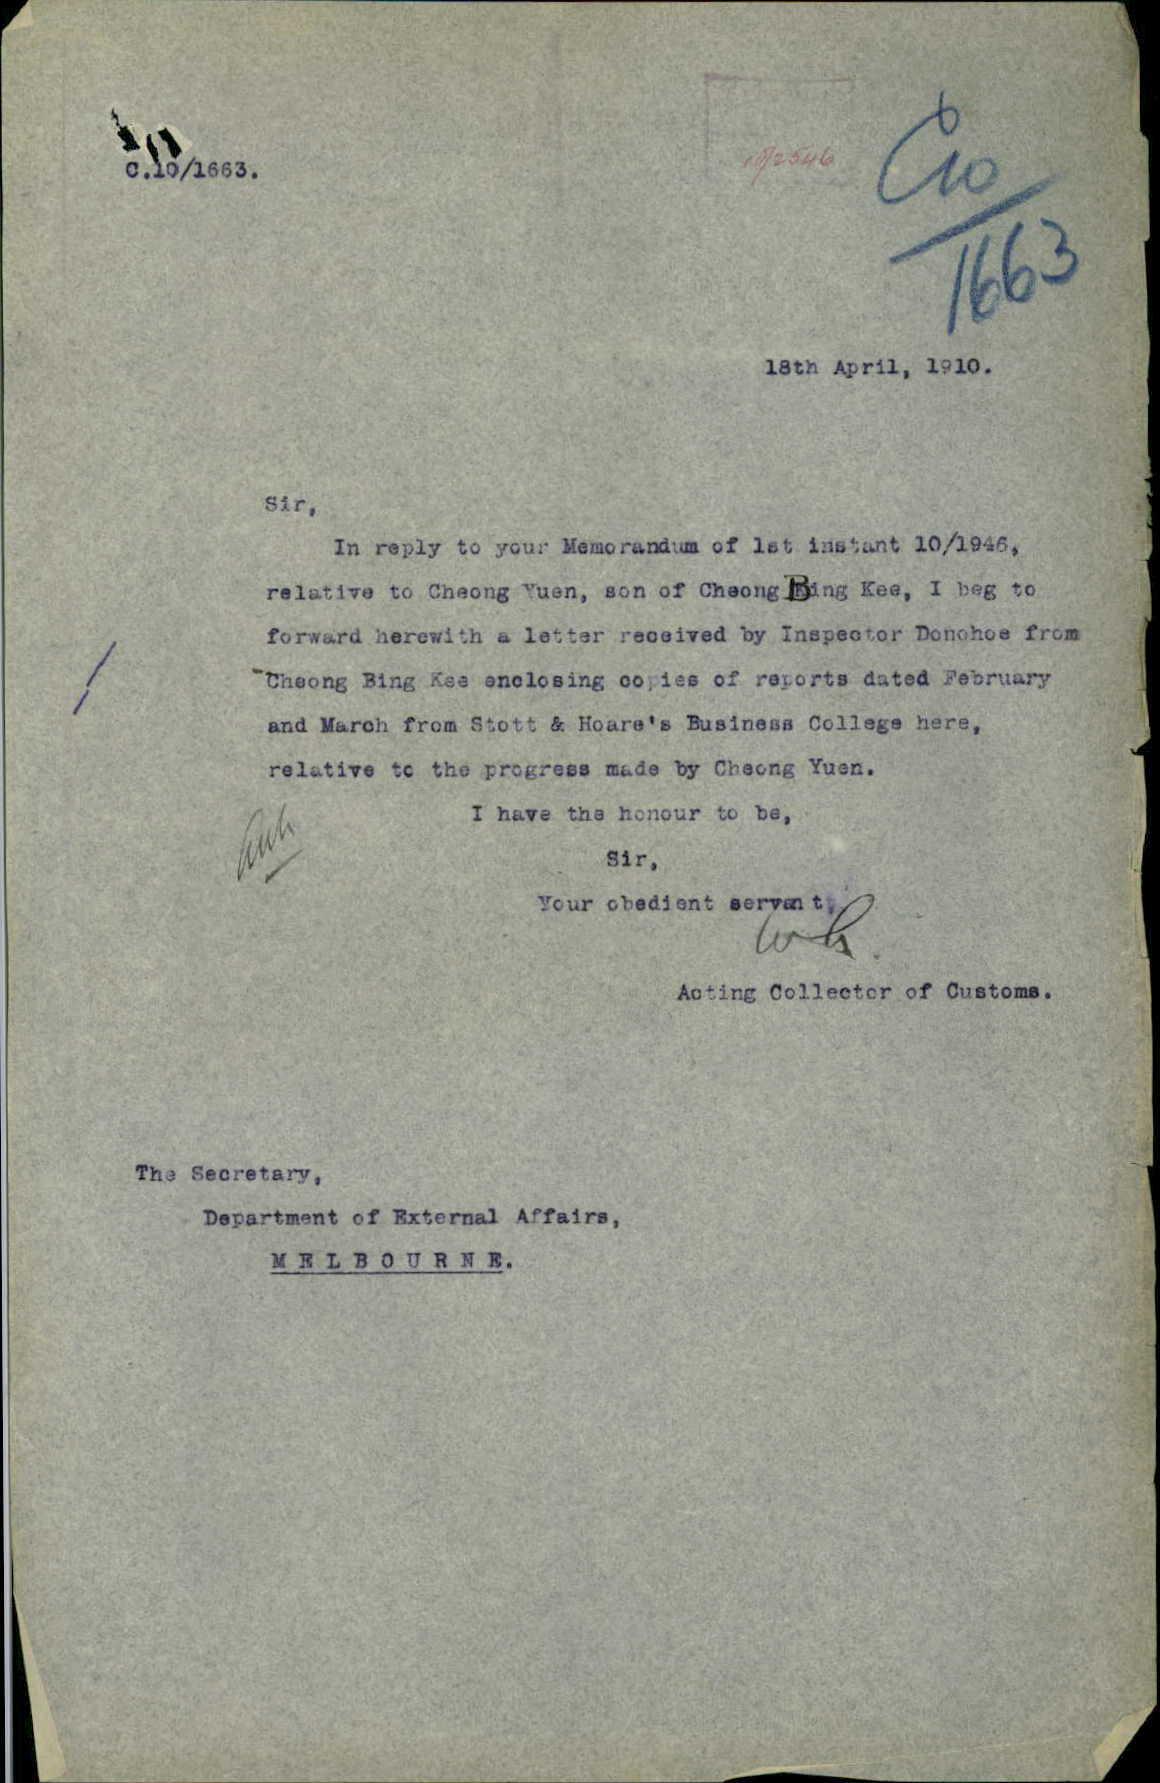 C.10/1663.
10/2546
C10
1663
18th April, 1910.
Sir,
In reply to your Memorandum of 1st instant 10/1946,
relative to Cheong Yuen, son of Cheong Bing Kee, I beg to
forward herewith a letter received by Inspector Donohoe from
Cheong Bing Kee enclosing copies of reports dated February
and March from Stott & Hoare's Business College here,
relative to the progress made by Cheong Yuen.
I have the honour to be,
Sir,
Your obedient servant,
Acting Collector of Customs.
The Secretary,
Department of External Affairs,
MELBOURNE.